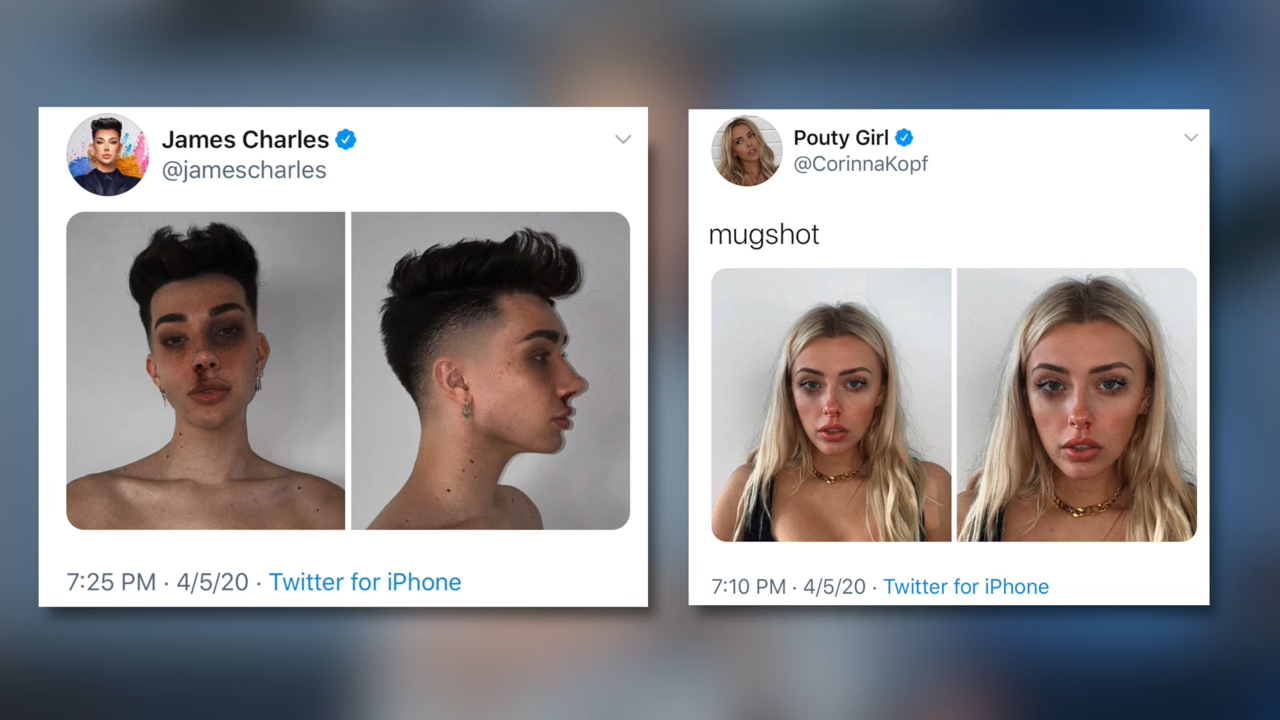 James Charles
@jamescharles
7:25 PM · 4/5/20 · Twitter for iPhone
Pouty Girl
@CorinnaKopf
mugshot
7:10 PM · 4/5/20 · Twitter for iPhone